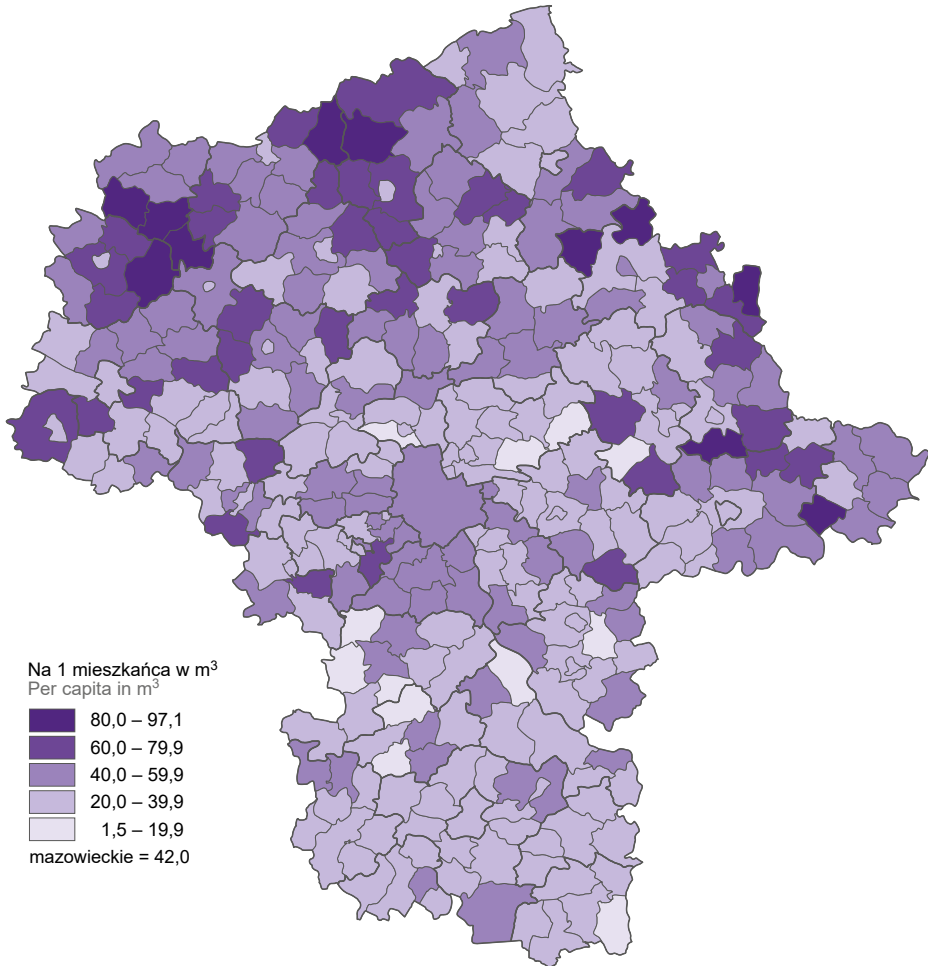 Na 1 mieszkańca w m³
Per capita in m³
80,0 – 97,1
60,0 – 79,9
40,0 – 59,9
20,0 – 39,9
1,5 – 19,9
mazowieckie = 42,0